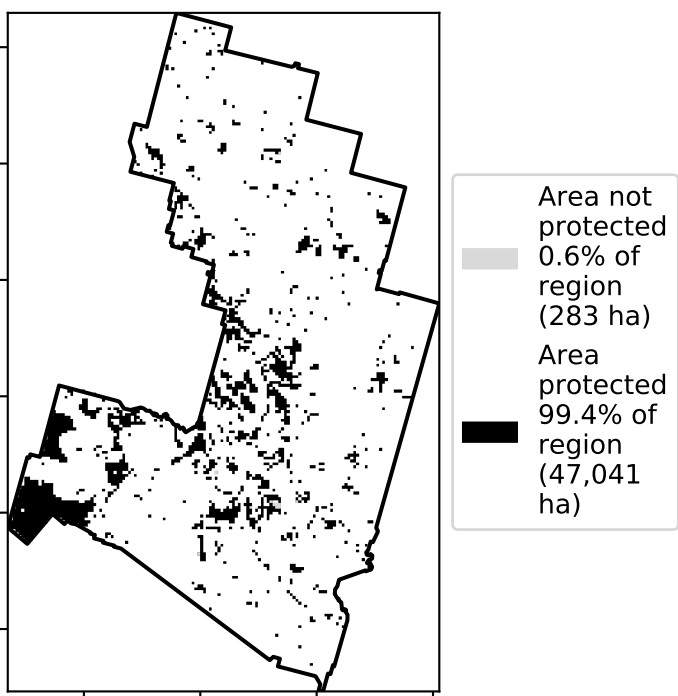 Area not
protected
0.6% of
region
(283 ha)
Area
protected
99.4% of
region
(47,041
ha)